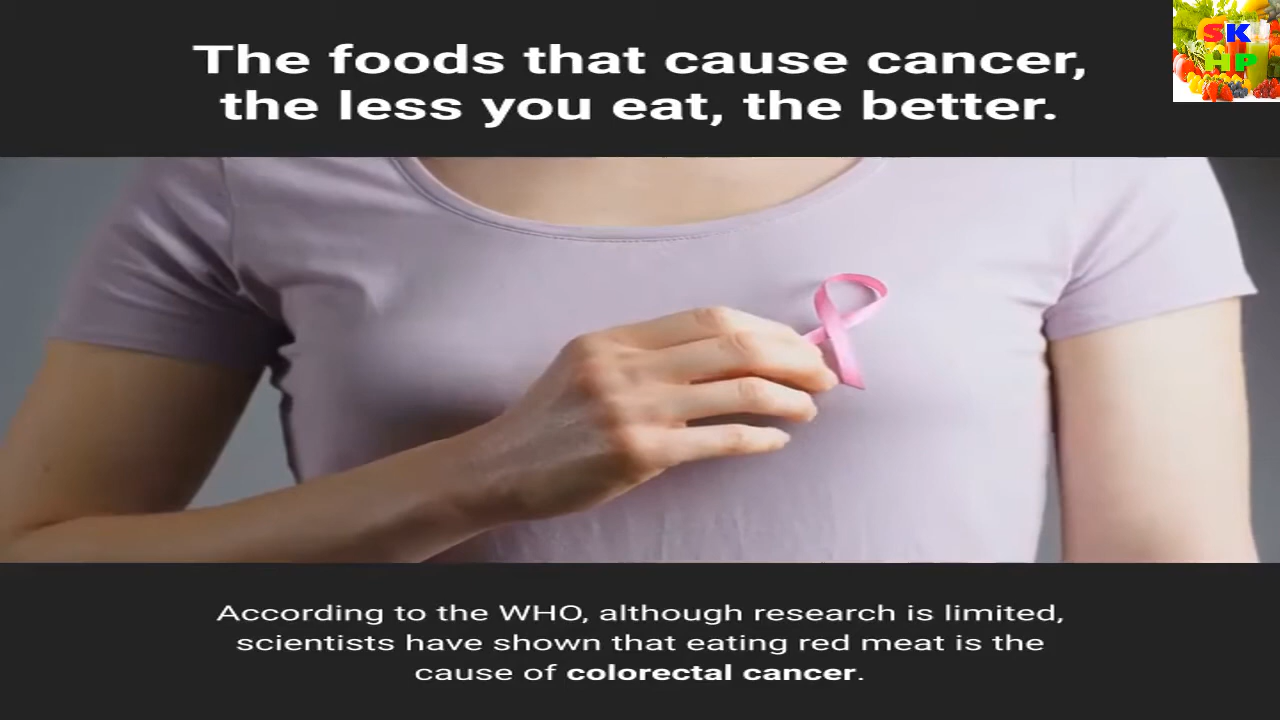 The foods that cause cancer,
the less you eat, the better.
SK
HP
According to the WHO, although research is limited,
scientists have shown that eating red meat is the
cause of colorectal cancer.